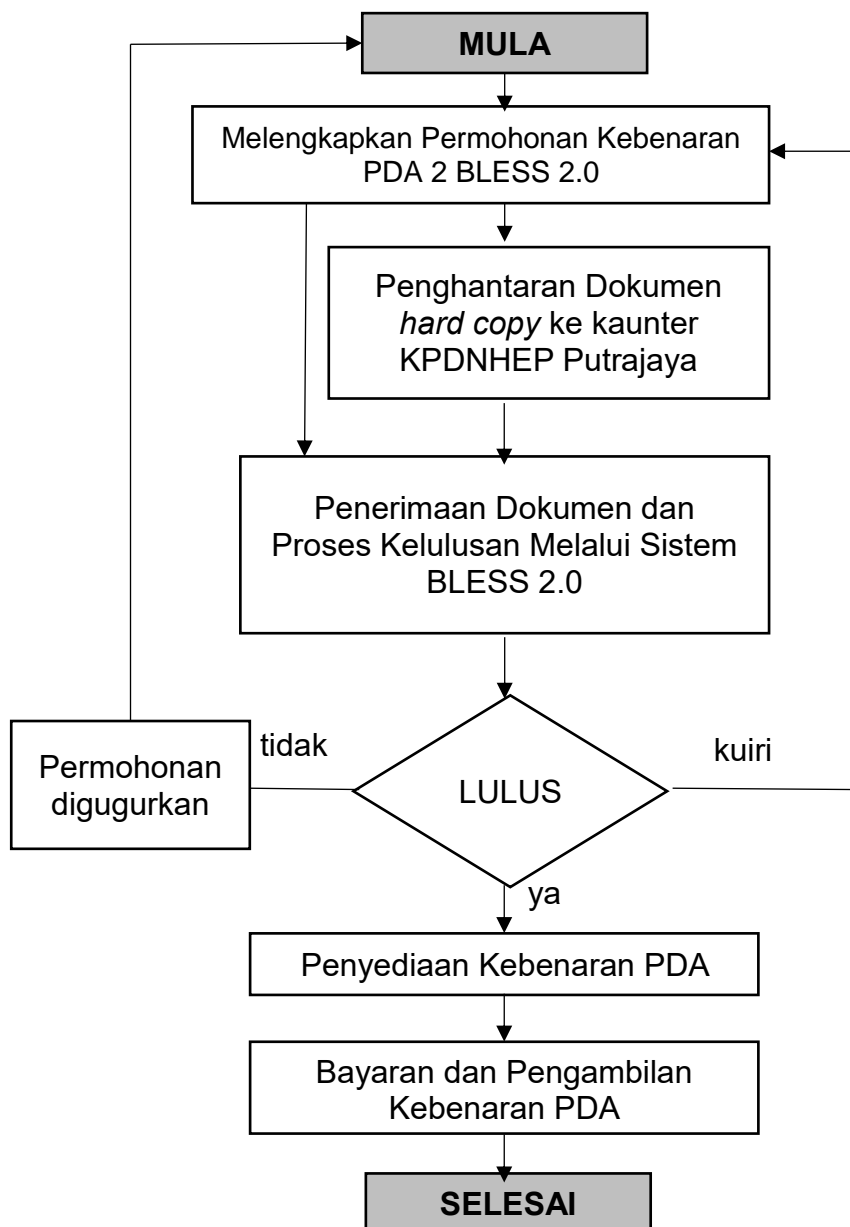 MULA
Melengkapkan Permohonan Kebenaran
PDA 2 BLESS 2.0
Penghantaran Dokumen
hard copy ke kaunter
KPDNHEP Putrajaya
Penerimaan Dokumen dan
Proses Kelulusan Melalui Sistem
BLESS 2.0
Permohonan
digugurkan
tidak
LULUS
kuiri
ya
Penyediaan Kebenaran PDA
Bayaran dan Pengambilan
Kebenaran PDA
SELESAI